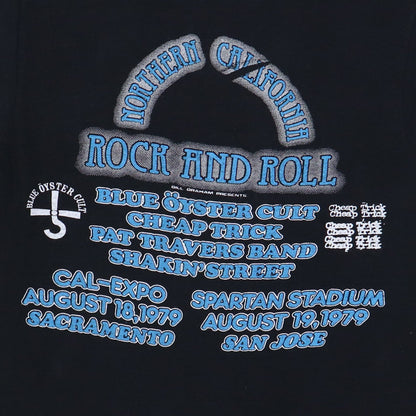 NORTHERN CALIFORNIA
ROCK AND ROLL
BILL GRAHAM PRESENTS
BLUE ÖYSTER CULT
BLUE ÖYSTER CULT
CHEAP TRICK
PAT TRAVERS BAND
SHAKIN' STREET
Cheap Trick
Cheap Trick
Cheap Trick
Cheap Trick
Cheap Trick
CAL-EXPO
AUGUST 18, 1979
SACRAMENTO
SPARTAN STADIUM
AUGUST 19, 1979
SAN JOSE